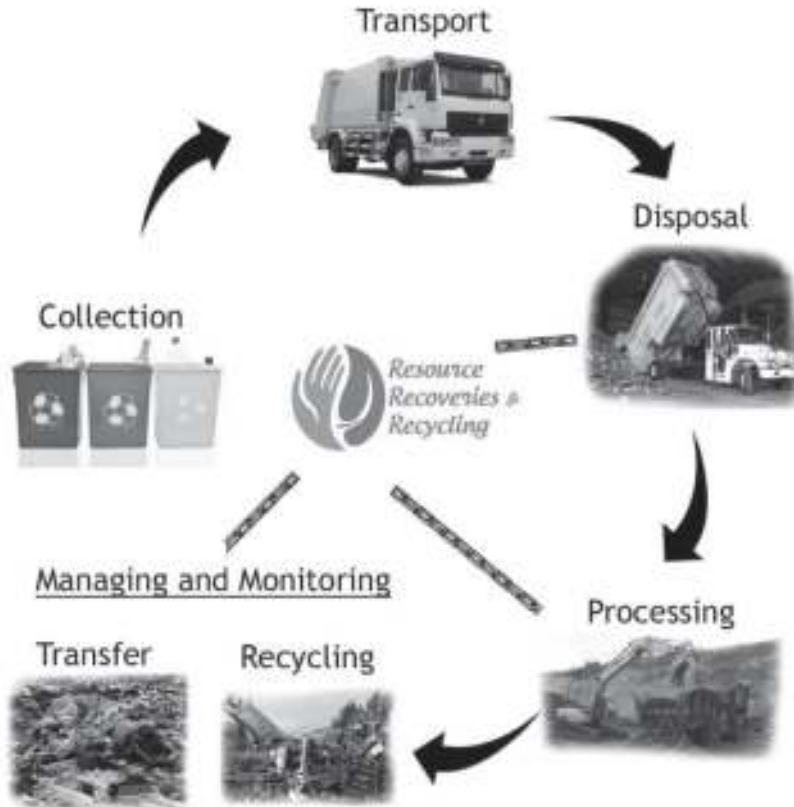 Transport
Disposal
Collection
Resource
Recoveries &
Recycling
Managing and Monitoring
Processing
Transfer
Recycling